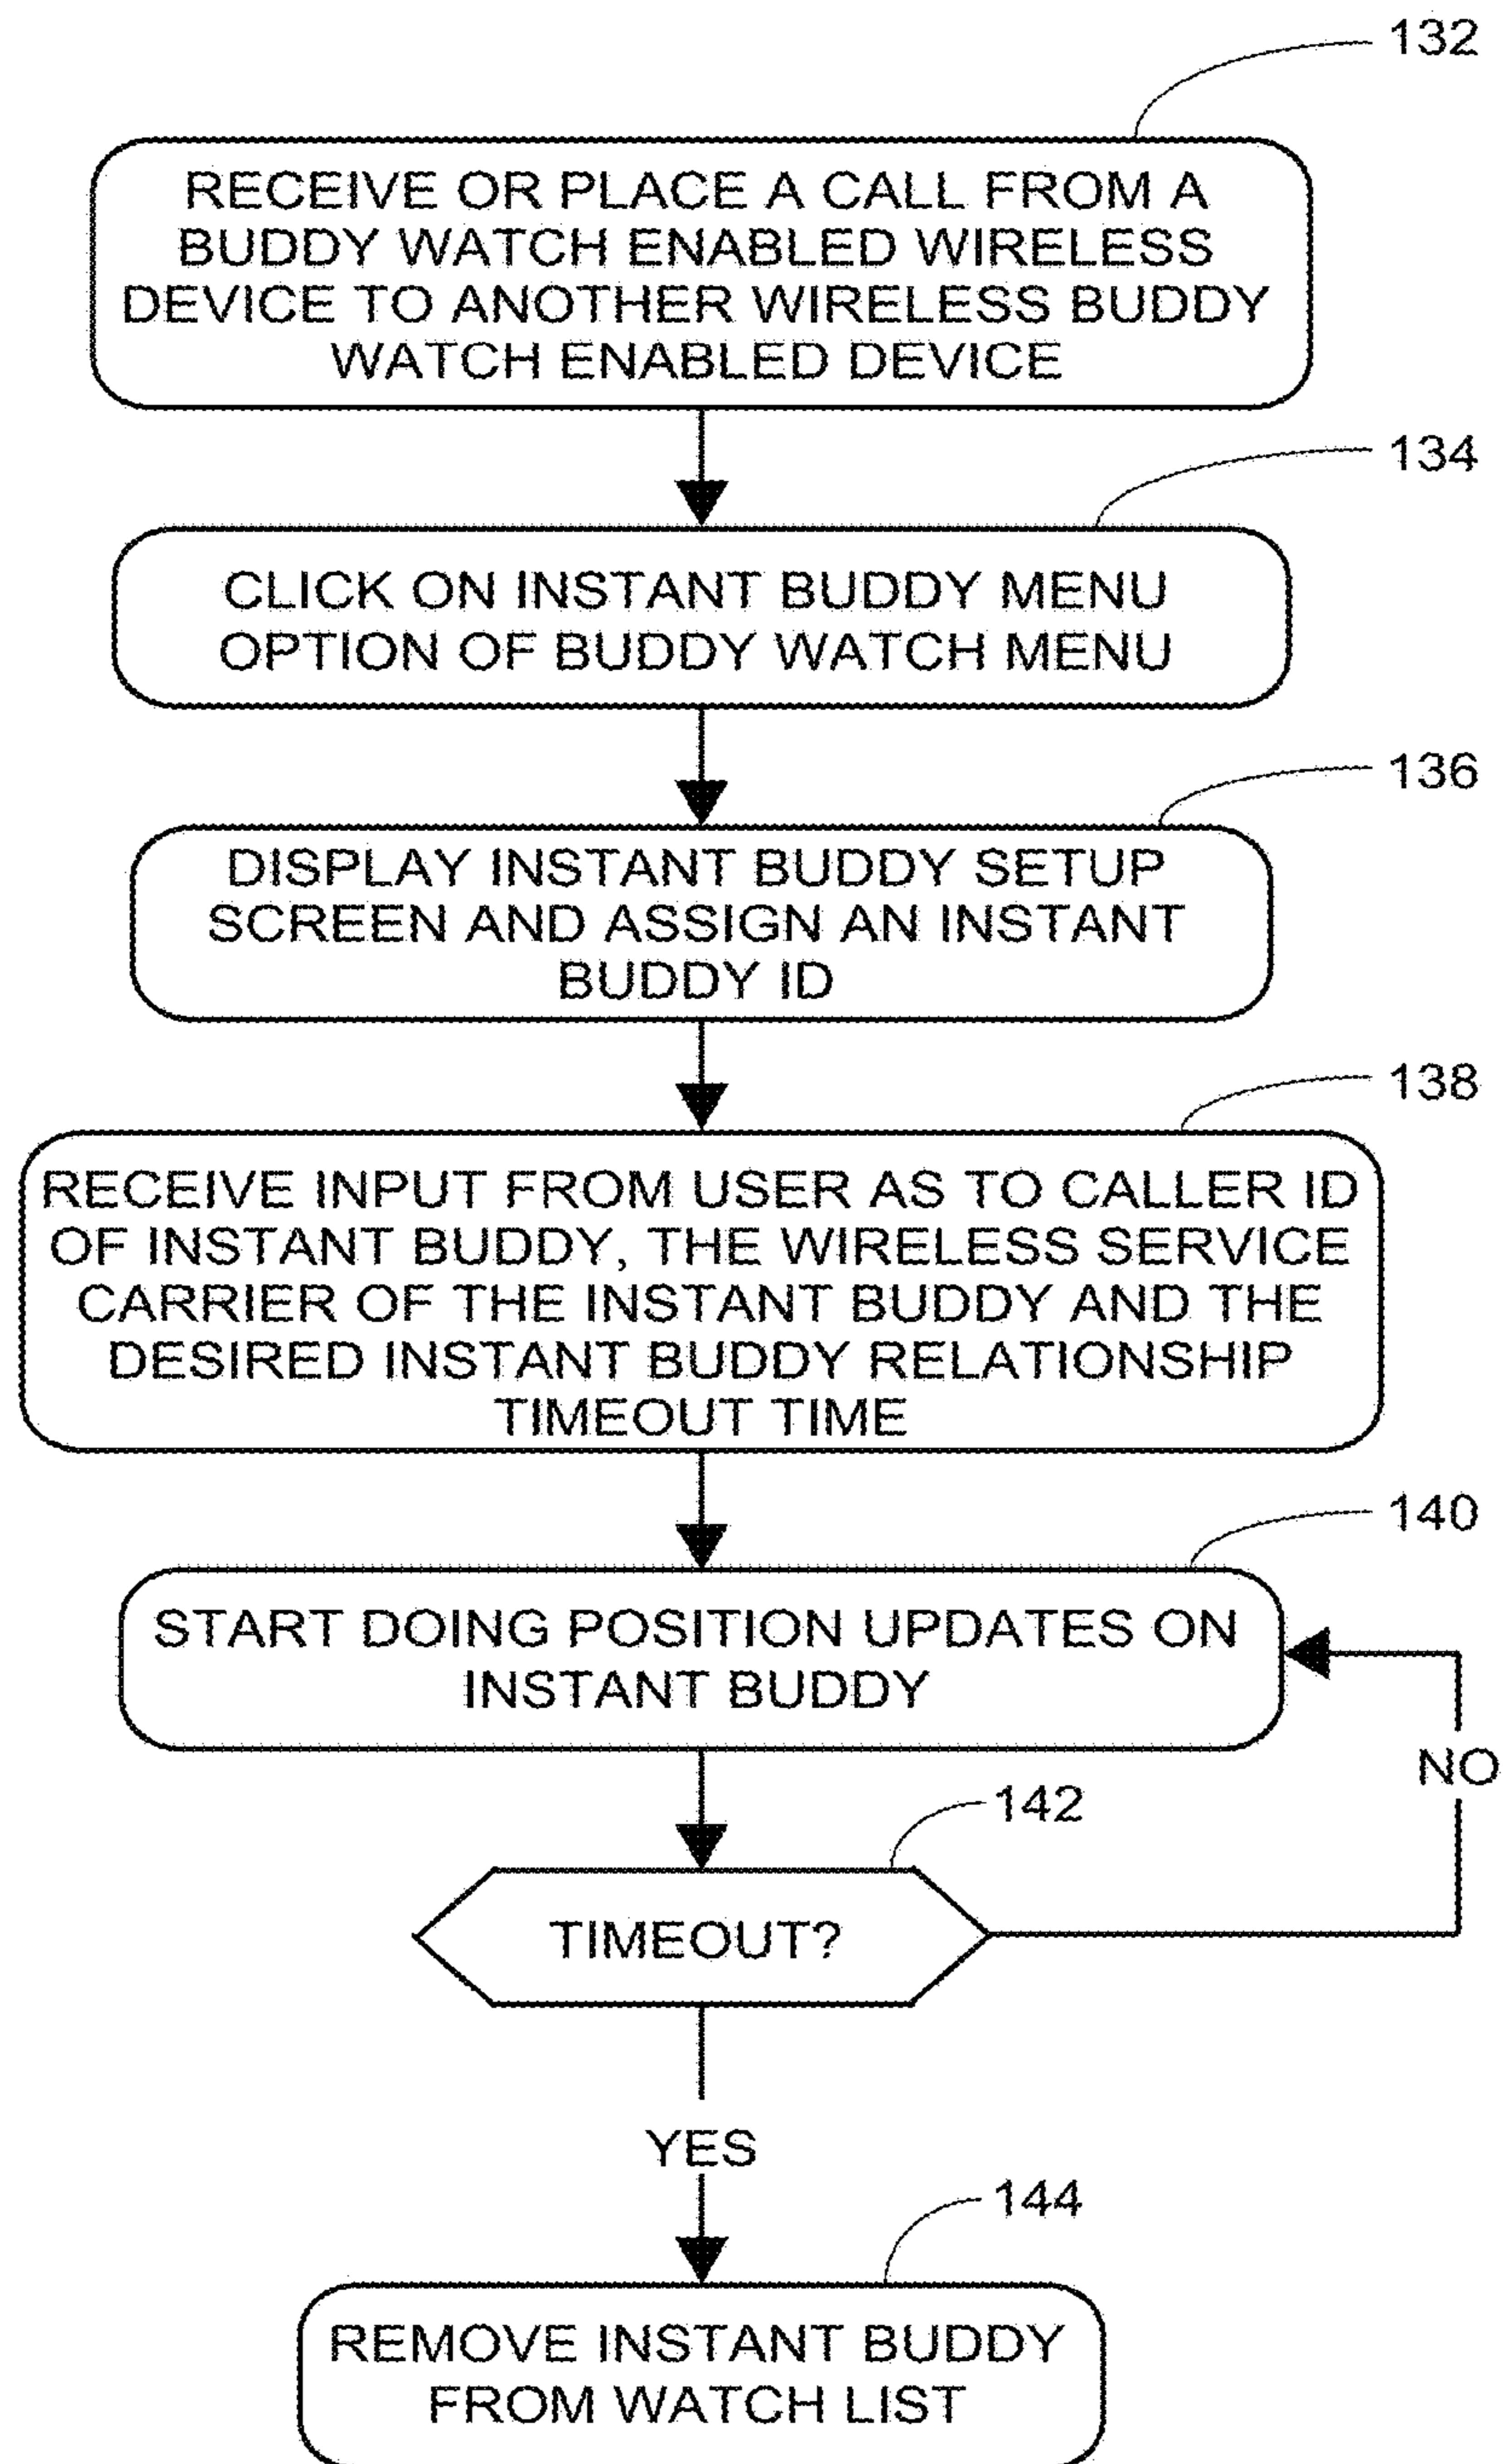 132
RECEIVE OR PLACE A CALL FROM A
BUDDY WATCH ENABLED WIRELESS
DEVICE TO ANOTHER WIRELESS BUDDY
WATCH ENABLED DEVICE
134
CLICK ON INSTANT BUDDY MENU
OPTION OF BUDDY WATCH MENU
136
DISPLAY INSTANT BUDDY SETUP
SCREEN AND ASSIGN AN INSTANT
BUDDY ID
138
RECEIVE INPUT FROM USER AS TO CALLER ID
OF INSTANT BUDDY, THE WIRELESS SERVICE
CARRIER OF THE INSTANT BUDDY AND THE
DESIRED INSTANT BUDDY RELATIONSHIP
TIMEOUT TIME
140
START DOING POSITION UPDATES ON
INSTANT BUDDY
NO
142
TIMEOUT?
YES
144
REMOVE INSTANT BUDDY
FROM WATCH LIST